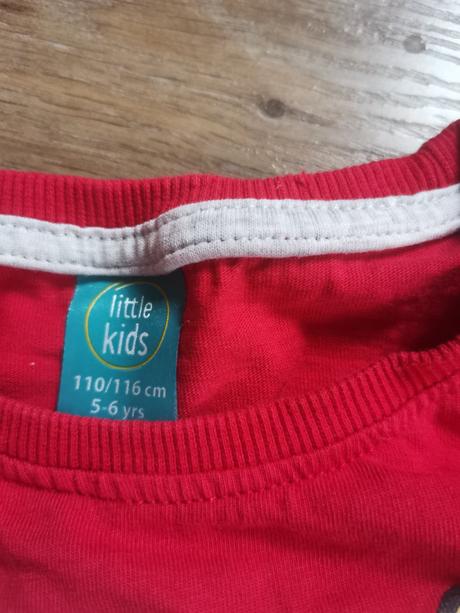 little
kids
110/116 cm
5-6 yrs